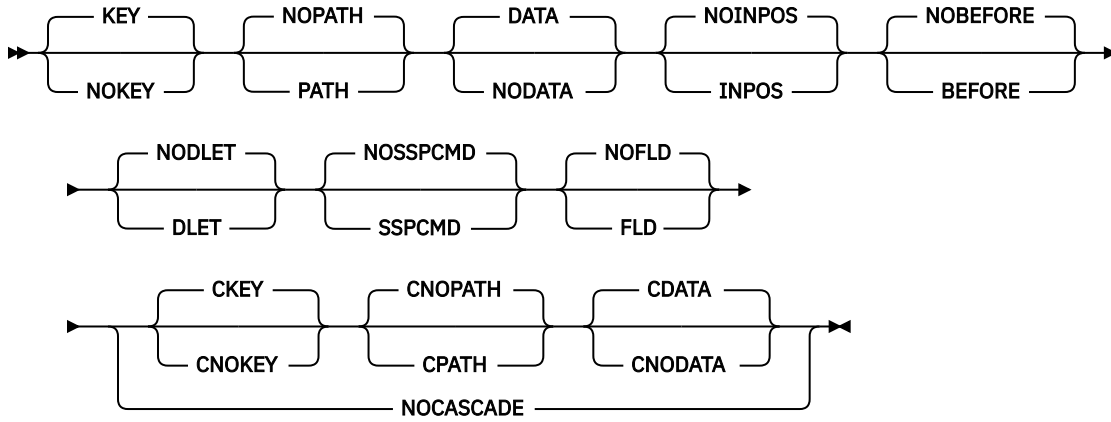 KEY NOPATH DATA NOINPOS NOBEFORE
NOKEY PATH NODATA INPOS BEFORE
NODLET NOSSPCMD NOFLD
DLET SSPCMD FLD
CKEY CNOPATH CDATA
CNOKEY CPATH CNODATA
NOCASCADE